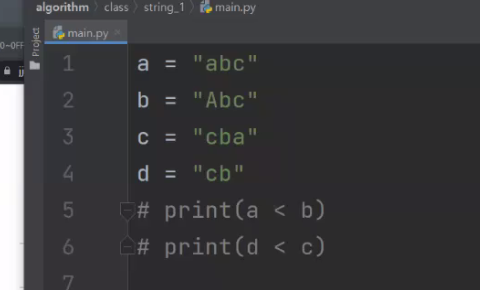 algorithm > class > string_1 > main.py
main.py
Project
1 a = "abc"
2 b = "Abc"
3 c = "cba"
4 d = "cb"
5 # print(a < b)
6 # print(d < c)
7